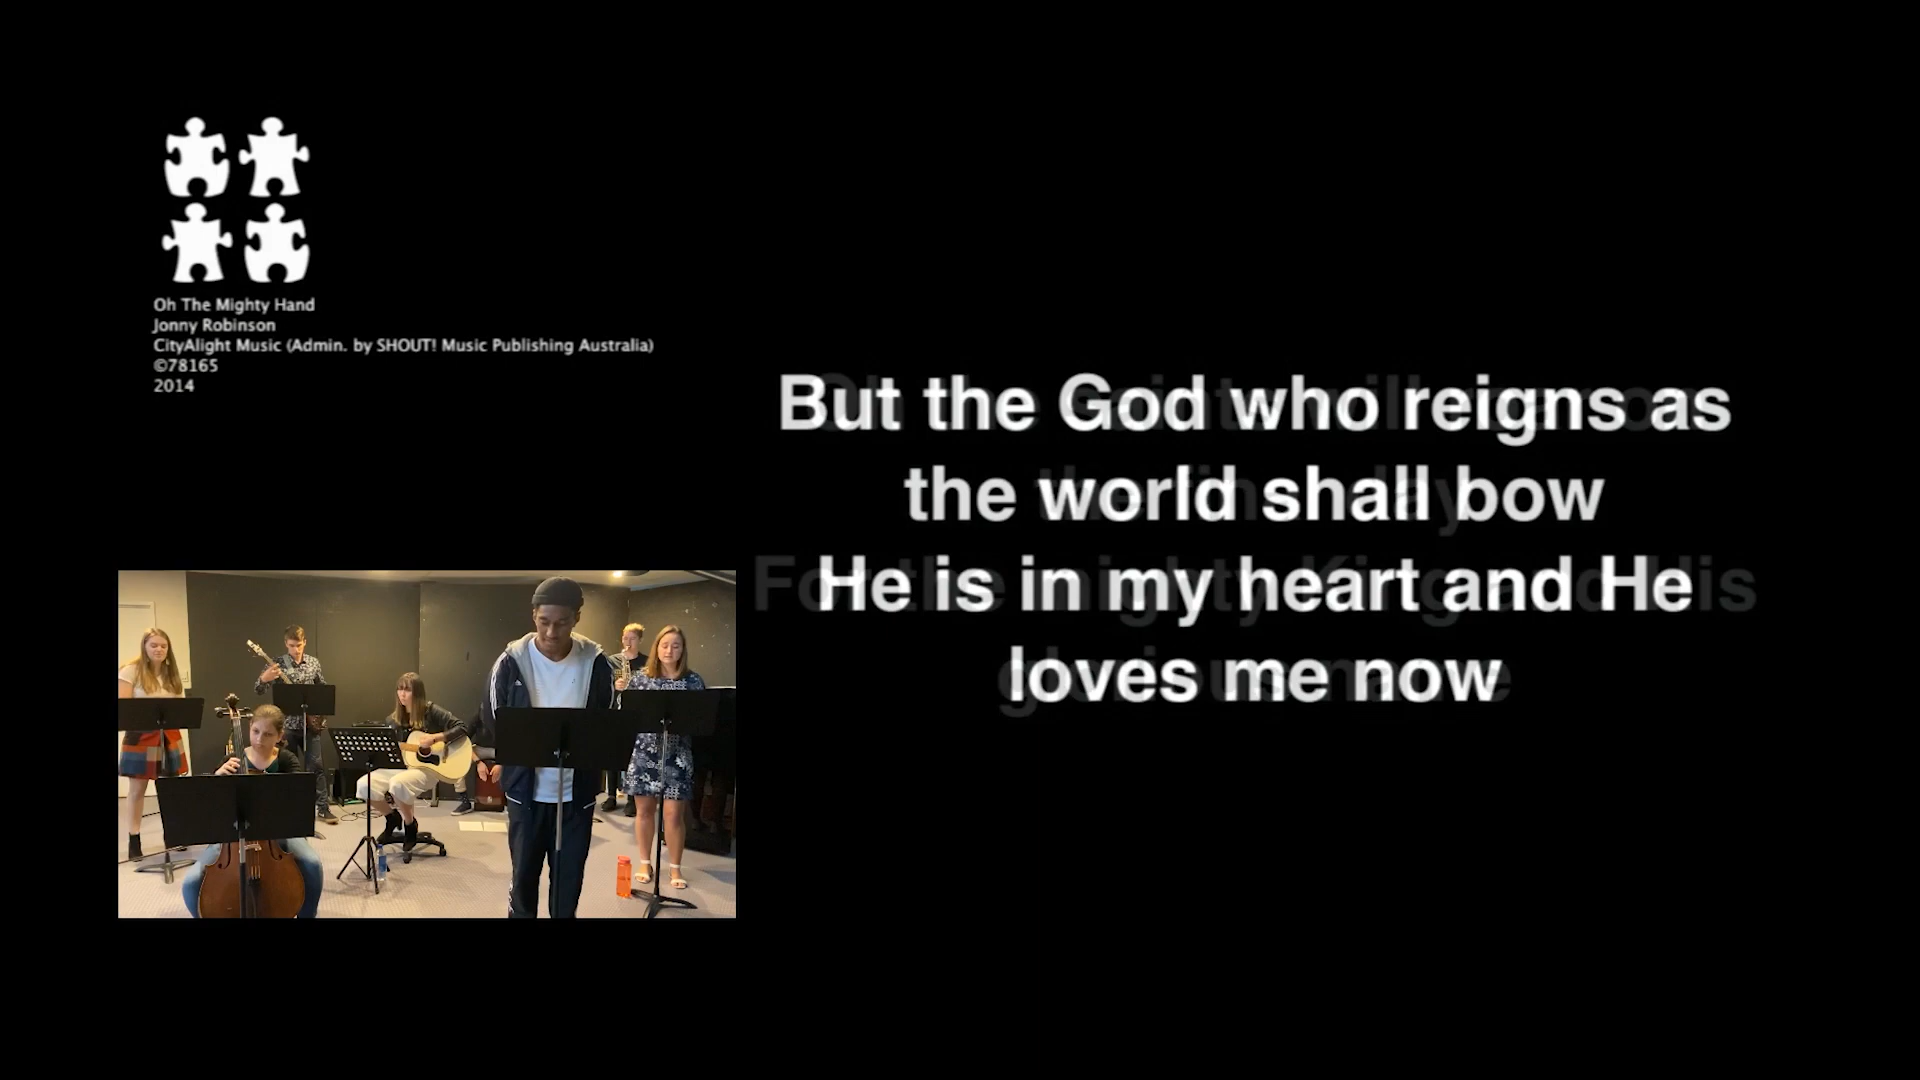 Oh The Mighty Hand
Jonny Robinson
CityAlight Music (Admin. by SHOUT! Music Publishing Australia)
©78165
2014
But the God who reigns as
the world shall bow
He is in my heart and He
loves me now